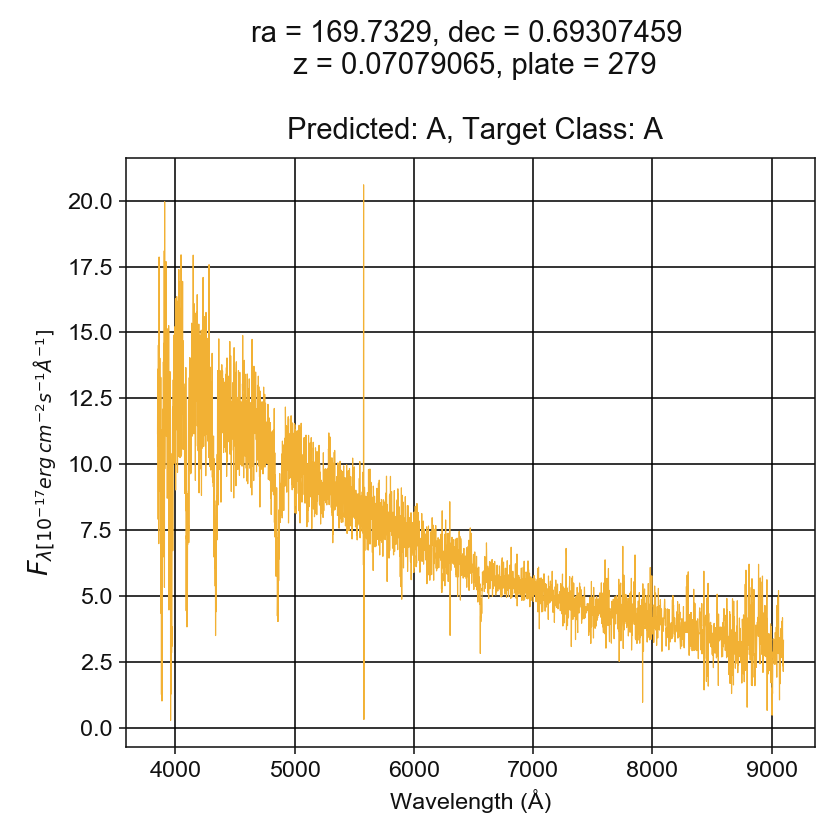 ra = 169.7329, dec = 0.69307459
z = 0.07079065, plate = 279
Predicted: A, Target Class: A
20.0
17.5
15.0
12.5
10.0
7.5
5.0
2.5
0.0
Fλ[10⁻¹⁷erg cm⁻²s⁻¹Å⁻¹]
4000 5000 6000 7000 8000 9000
Wavelength (Å)